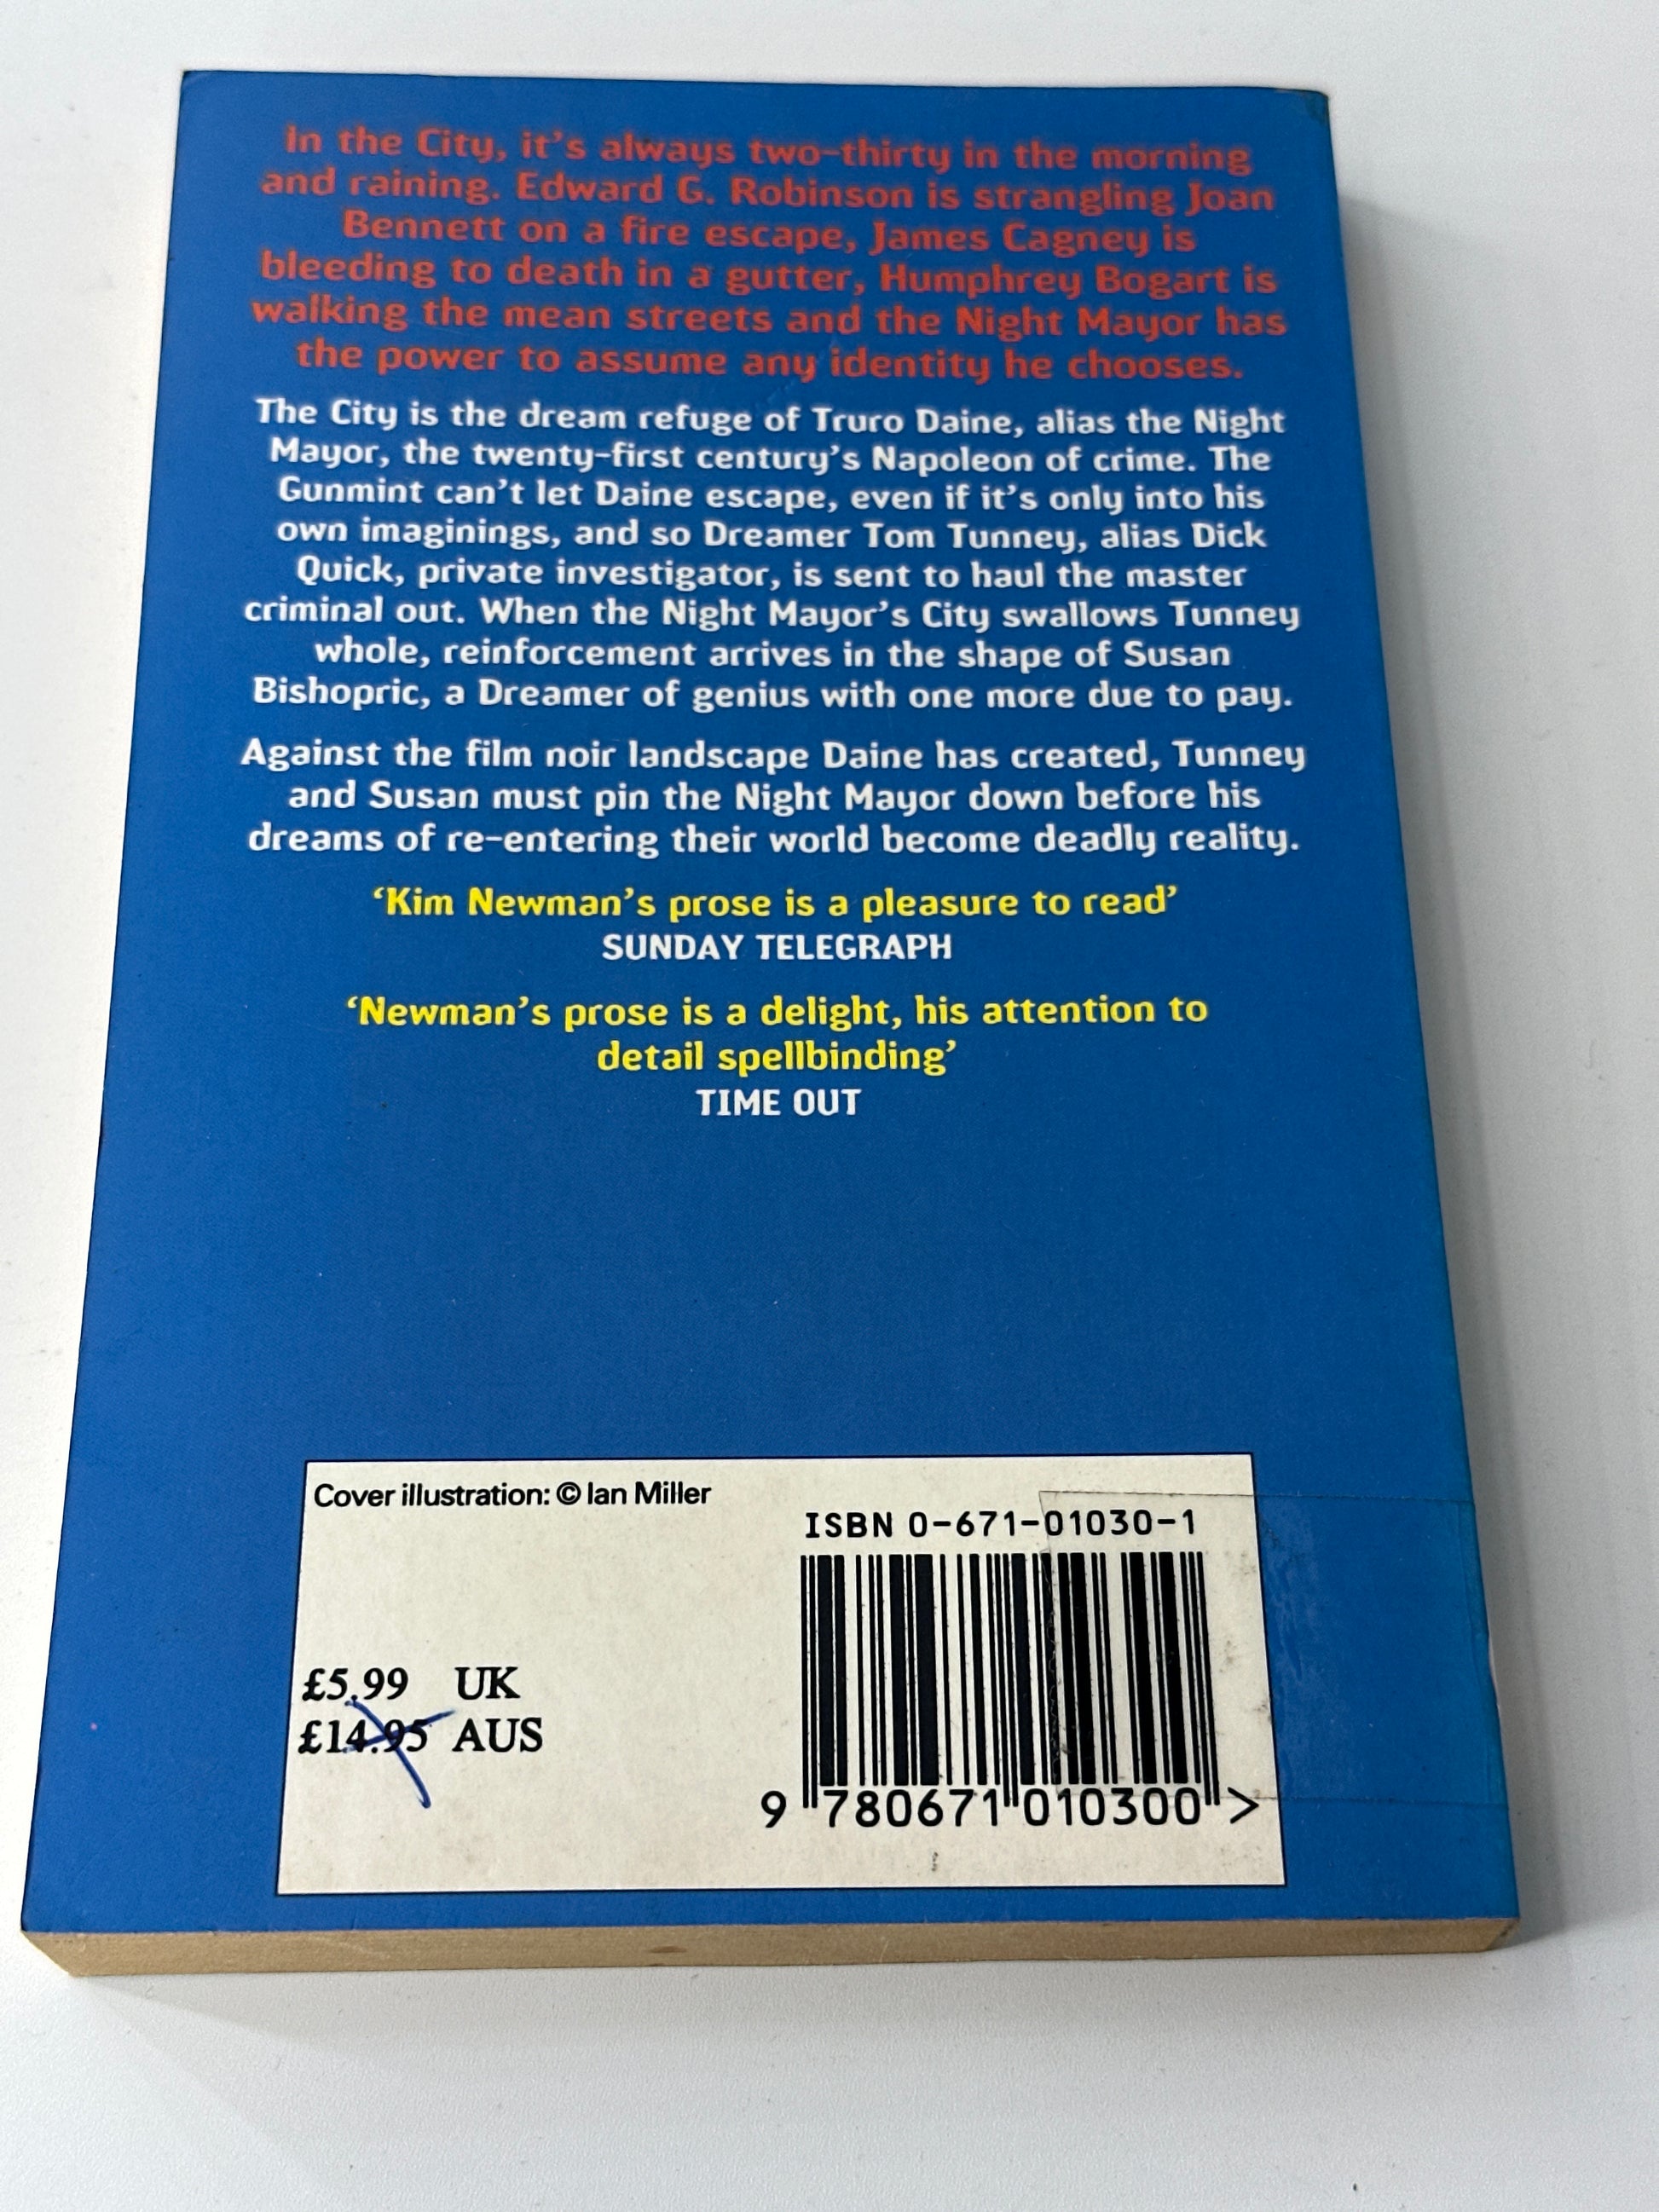 In the City, it's always two-thirty in the morning
and raining. Edward G. Robinson is strangling Joan
Bennett on a fire escape, James Cagney is
bleeding to death in a gutter, Humphrey Bogart is
walking the mean streets and the Night Mayor has
the power to assume any identity he chooses.
The City is the dream refuge of Truro Daine, alias the Night
Mayor, the twenty-first century's Napoleon of crime. The
Gunmint can't let Daine escape, even if it's only into his
own imaginings, and so Dreamer Tom Tunney, alias Dick
Quick, private investigator, is sent to haul the master
criminal out. When the Night Mayor's City swallows Tunney
whole, reinforcement arrives in the shape of Susan
Bishopric, a Dreamer of genius with one more due to pay.
Against the film noir landscape Daine has created, Tunney
and Susan must pin the Night Mayor down before his
dreams of re-entering their world become deadly reality.
‘Kim Newman's prose is a pleasure to read’
SUNDAY TELEGRAPH
‘Newman's prose is a delight, his attention to
detail spellbinding’
TIME OUT
Cover illustration: © Ian Miller
ISBN 0-671-01030-1
£5.99 UK
£14.95 AUS
9 780671 010300 >